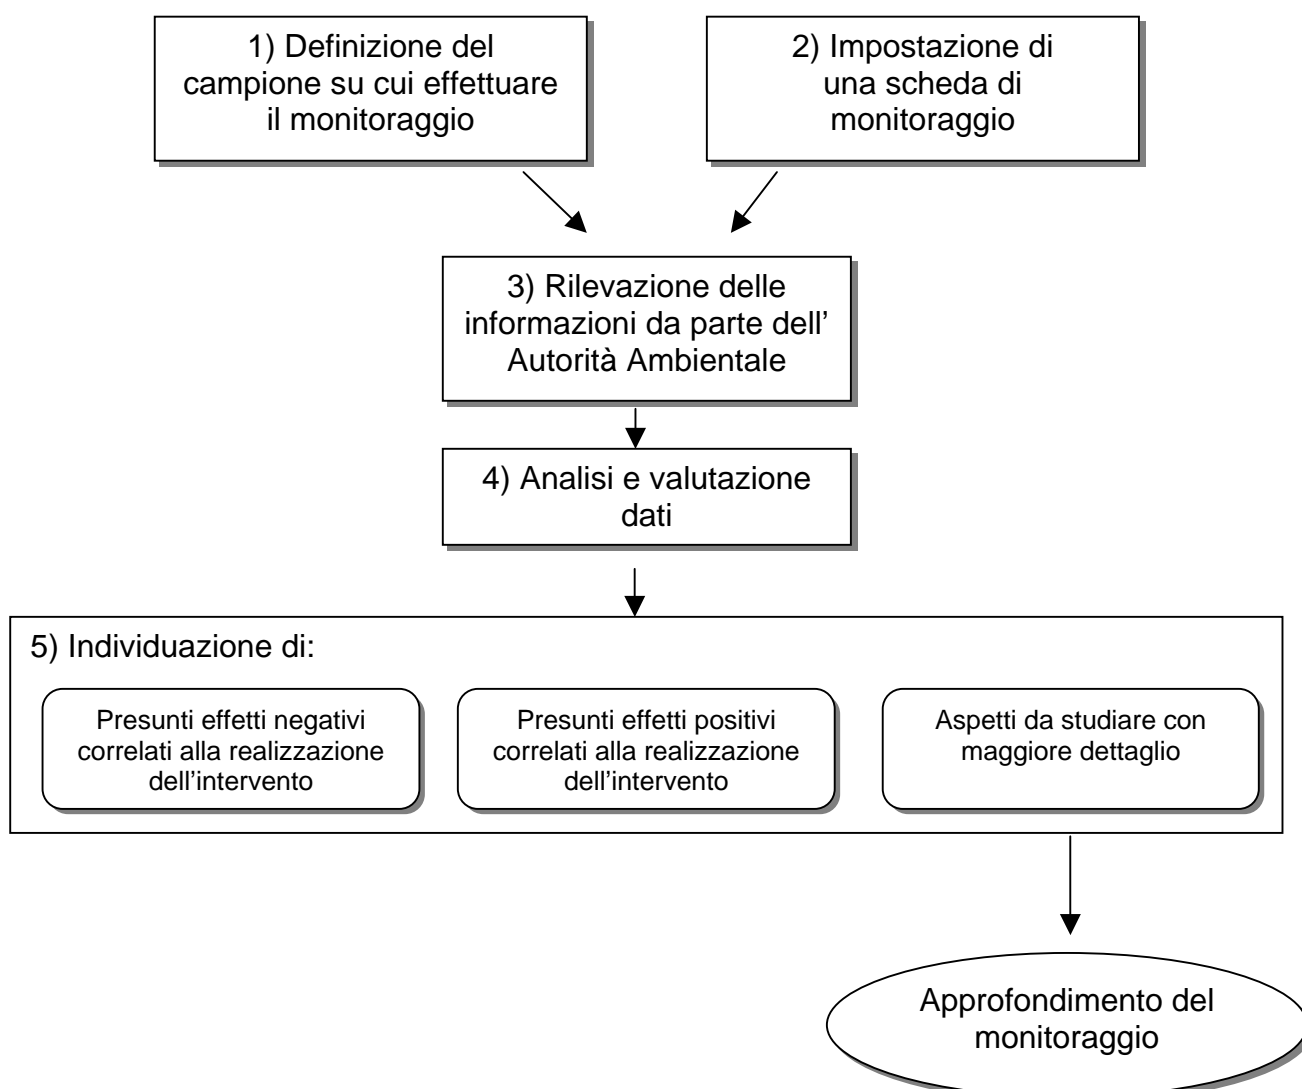 1) Definizione del
campione su cui effettuare
il monitoraggio
2) Impostazione di
una scheda di
monitoraggio
3) Rilevazione delle
informazioni da parte dell’
Autorità Ambientale
4) Analisi e valutazione
dati
5) Individuazione di:
Presunti effetti negativi
correlati alla realizzazione
dell’intervento
Presunti effetti positivi
correlati alla realizzazione
dell’intervento
Aspetti da studiare con
maggiore dettaglio
Approfondimento del
monitoraggio